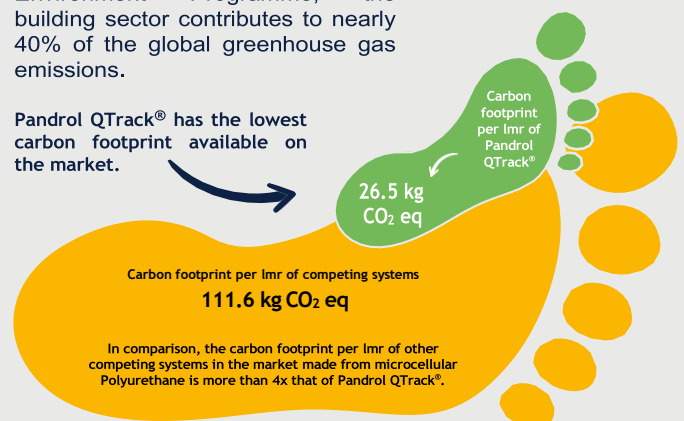 Environment Programme, the
building sector contributes to nearly
40% of the global greenhouse gas
emissions.
Pandrol QTrack® has the lowest
carbon footprint available on
the market.
Carbon
footprint
per lmr of
Pandrol
QTrack®
26.5 kg
CO₂ eq
Carbon footprint per lmr of competing systems
111.6 kg CO₂ eq
In comparison, the carbon footprint per lmr of other
competing systems in the market made from microcellular
Polyurethane is more than 4x that of Pandrol QTrack®.